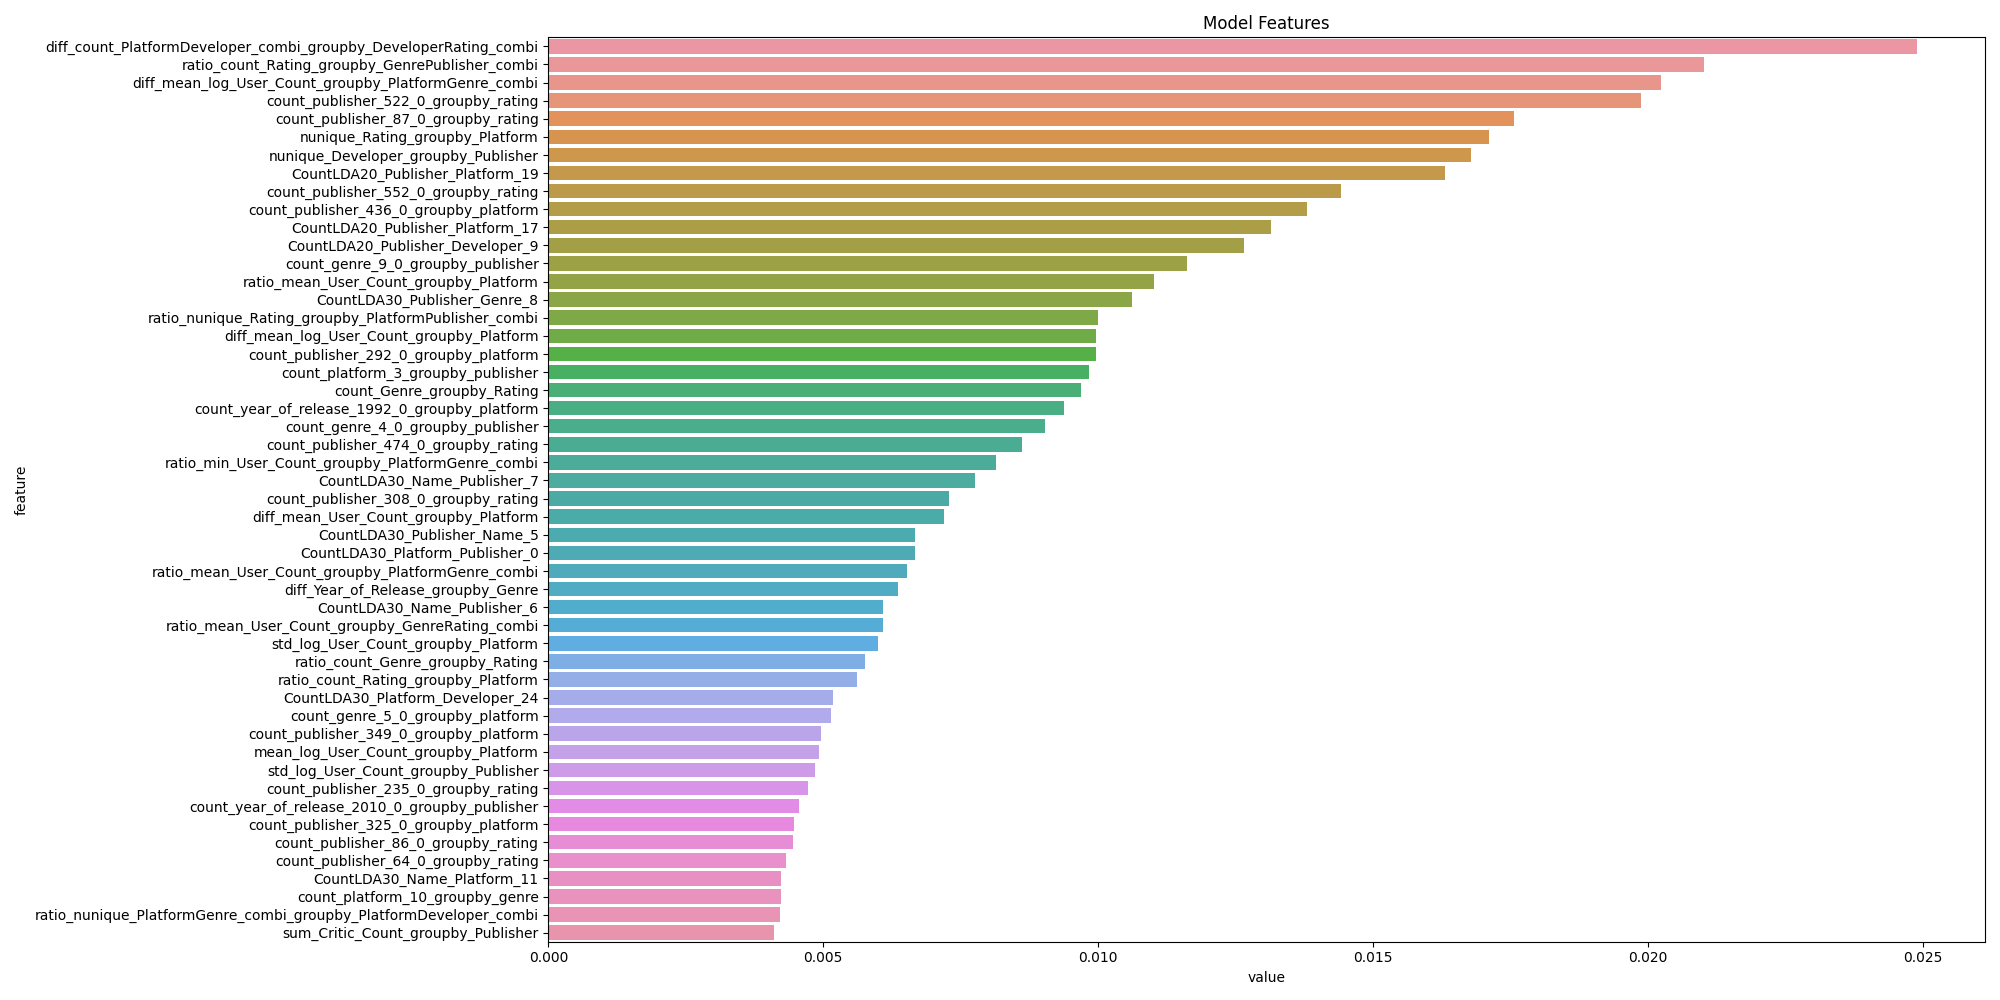 Model Features
diff_count_PlatformDeveloper_combi_groupby_DeveloperRating_combi
ratio_count_Rating_groupby_GenrePublisher_combi
diff_mean_log_User_Count_groupby_PlatformGenre_combi
count_publisher_522_0_groupby_rating
count_publisher_87_0_groupby_rating
nunique_Rating_groupby_Platform
nunique_Developer_groupby_Publisher
CountLDA20_Publisher_Platform_19
count_publisher_552_0_groupby_rating
count_publisher_436_0_groupby_platform
CountLDA20_Publisher_Platform_17
CountLDA20_Publisher_Developer_9
count_genre_9_0_groupby_publisher
ratio_mean_User_Count_groupby_Platform
CountLDA30_Publisher_Genre_8
ratio_nunique_Rating_groupby_PlatformPublisher_combi
diff_mean_log_User_Count_groupby_Platform
count_publisher_292_0_groupby_platform
count_platform_3_groupby_publisher
count_Genre_groupby_Rating
count_year_of_release_1992_0_groupby_platform
count_genre_4_0_groupby_publisher
count_publisher_474_0_groupby_rating
ratio_min_User_Count_groupby_PlatformGenre_combi
CountLDA30_Name_Publisher_7
count_publisher_308_0_groupby_rating
diff_mean_User_Count_groupby_Platform
CountLDA30_Publisher_Name_5
CountLDA30_Platform_Publisher_0
ratio_mean_User_Count_groupby_PlatformGenre_combi
diff_Year_of_Release_groupby_Genre
CountLDA30_Name_Publisher_6
ratio_mean_User_Count_groupby_GenreRating_combi
std_log_User_Count_groupby_Platform
ratio_count_Genre_groupby_Rating
ratio_count_Rating_groupby_Platform
CountLDA30_Platform_Developer_24
count_genre_5_0_groupby_platform
count_publisher_349_0_groupby_platform
mean_log_User_Count_groupby_Platform
std_log_User_Count_groupby_Publisher
count_publisher_235_0_groupby_rating
count_year_of_release_2010_0_groupby_publisher
count_publisher_325_0_groupby_platform
count_publisher_86_0_groupby_rating
count_publisher_64_0_groupby_rating
CountLDA30_Name_Platform_11
count_platform_10_groupby_genre
ratio_nunique_PlatformGenre_combi_groupby_PlatformDeveloper_combi
sum_Critic_Count_groupby_Publisher
feature
0.000 0.005 0.010 0.015 0.020 0.025
value